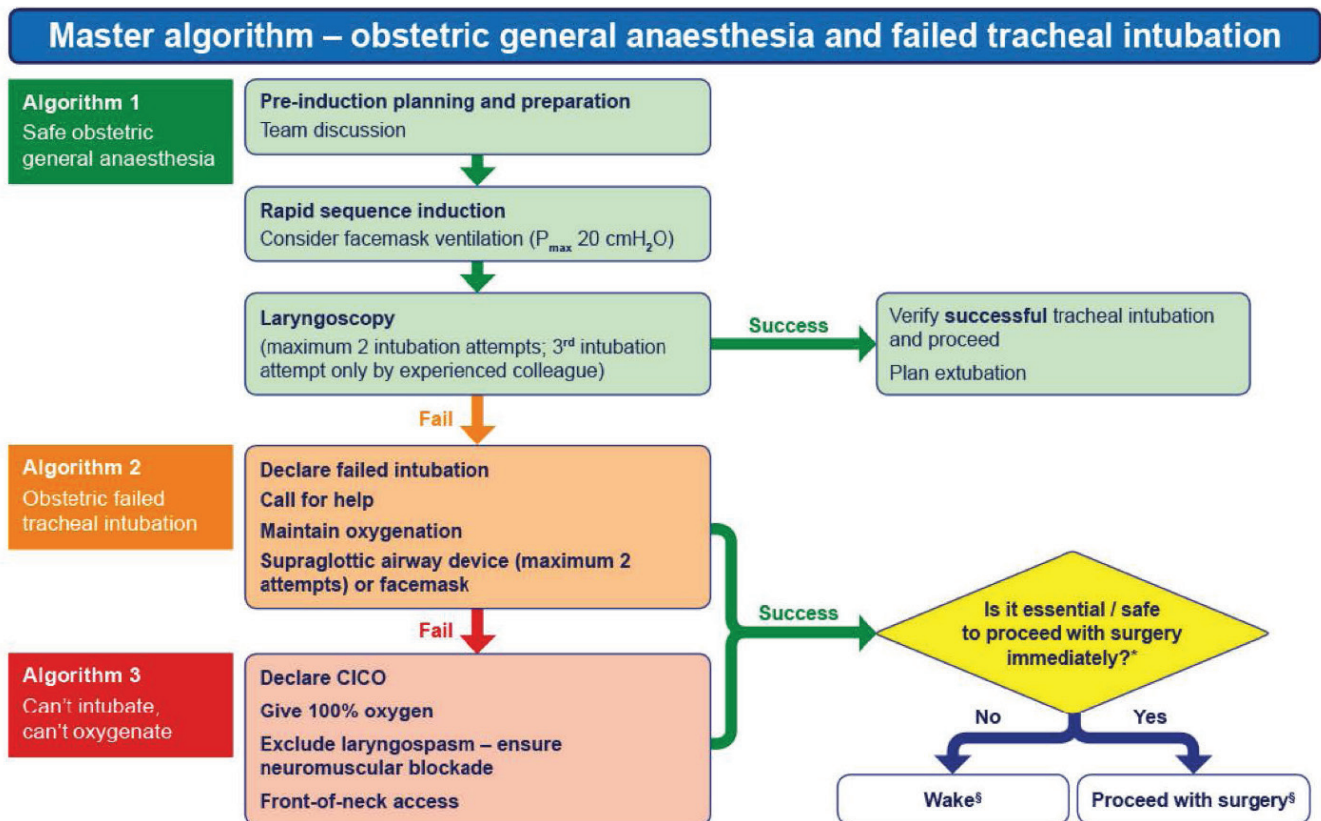 Master algorithm – obstetric general anaesthesia and failed tracheal intubation
Algorithm 1
Safe obstetric
general anaesthesia
Pre-induction planning and preparation
Team discussion
Rapid sequence induction
Consider facemask ventilation (Pmax 20 cmH2O)
Laryngoscopy
(maximum 2 intubation attempts; 3rd intubation
attempt only by experienced colleague)
Success
Verify successful tracheal intubation
and proceed
Plan extubation
Fail
Algorithm 2
Obstetric failed
tracheal intubation
Declare failed intubation
Call for help
Maintain oxygenation
Supraglottic airway device (maximum 2
attempts) or facemask
Success
Is it essential / safe
to proceed with surgery
immediately?*
Fail
Algorithm 3
Can't intubate,
can't oxygenate
Declare CICO
Give 100% oxygen
Exclude laryngospasm – ensure
neuromuscular blockade
Front-of-neck access
No
Yes
Wake§
Proceed with surgery§